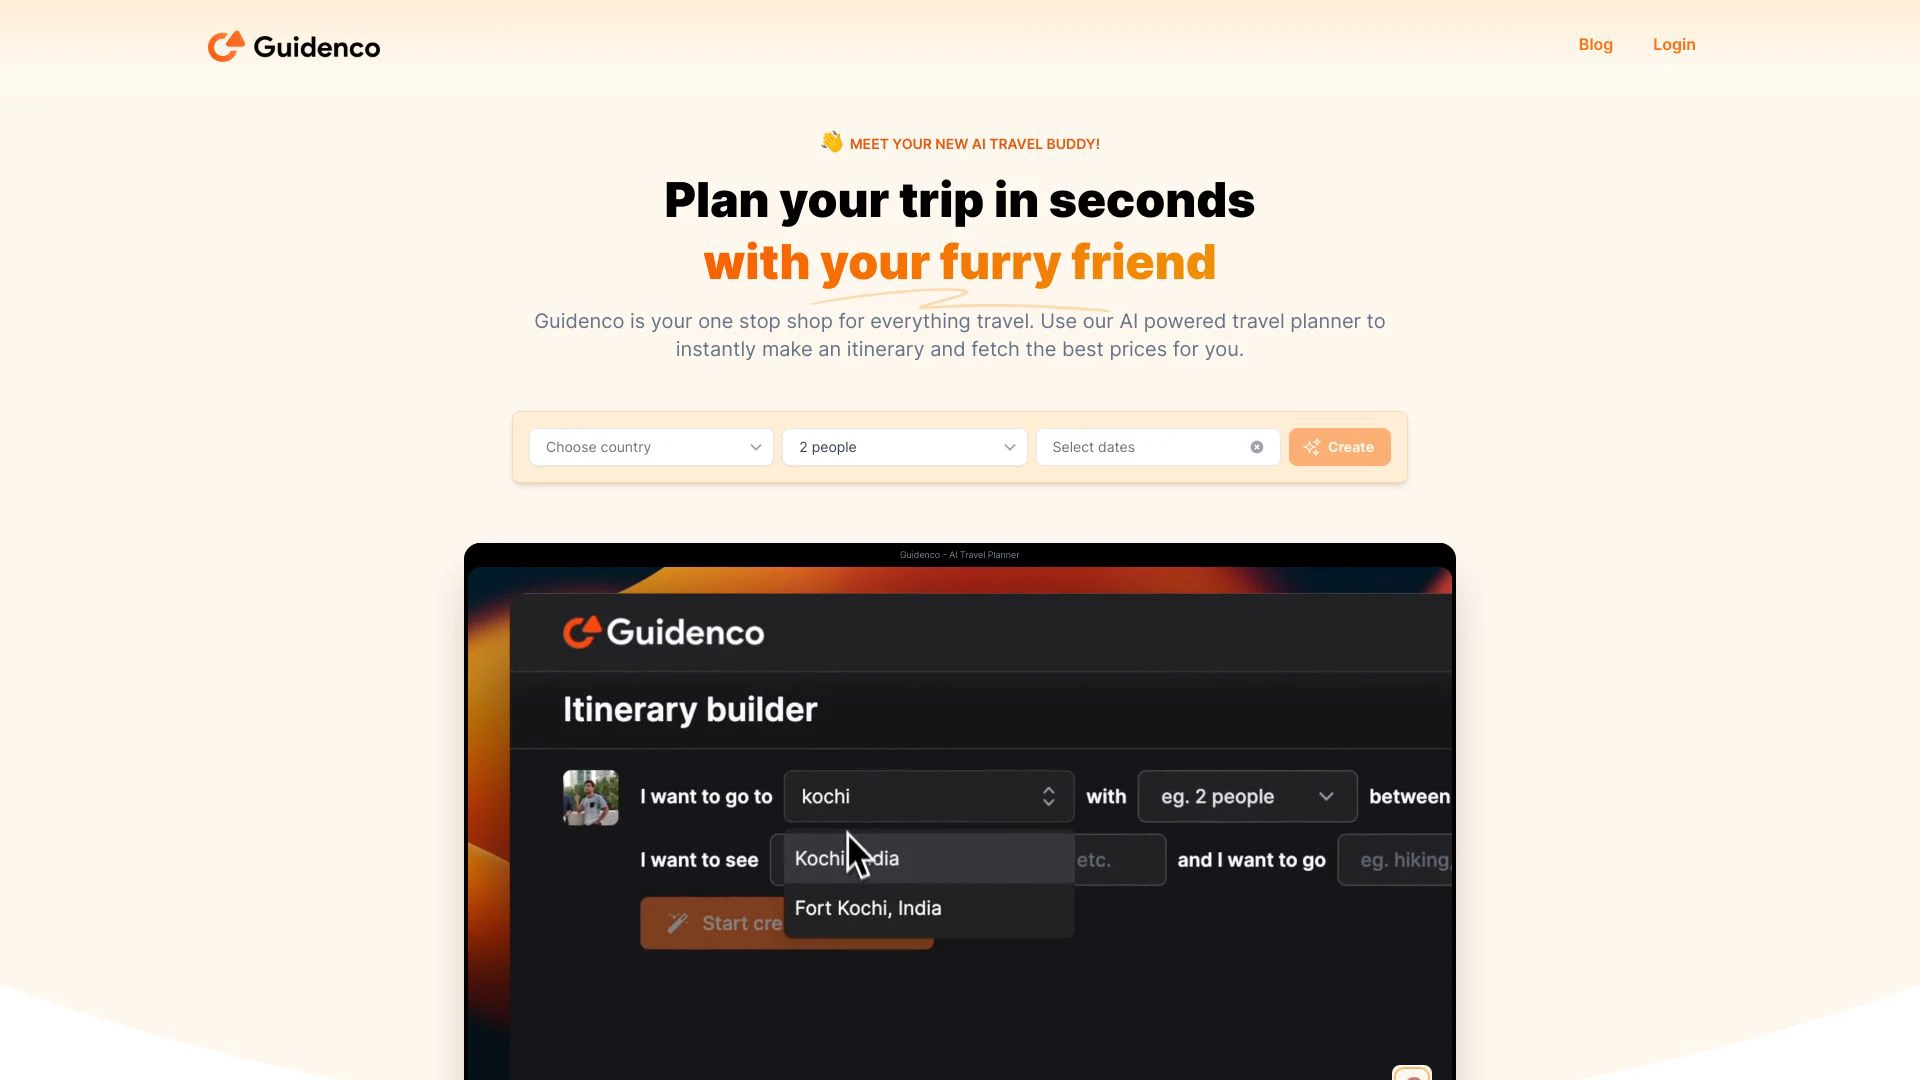 Guidenco
Blog
Login
MEET YOUR NEW AI TRAVEL BUDDY!
Plan your trip in seconds
with your furry friend
Guidenco is your one stop shop for everything travel. Use our AI powered travel planner to
instantly make an itinerary and fetch the best prices for you.
Choose country
2 people
Select dates
Create
Guidenco - AI Travel Planner
Guidenco
Itinerary builder
I want to go to kochi with eg. 2 people between
Kochi,
Fort Kochi, India
I want to see etc. and I want to go eg. hiking,
Start cre